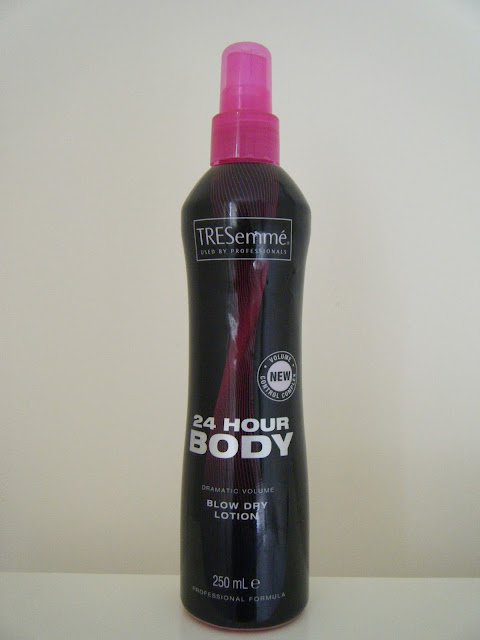 TRESemmé®
USED BY PROFESSIONALS
VOLUME
NEW
CONTROL COMPLEX
24 HOUR
BODY
DRAMATIC VOLUME
BLOW DRY
LOTION
250 mL ℮
PROFESSIONAL FORMULA